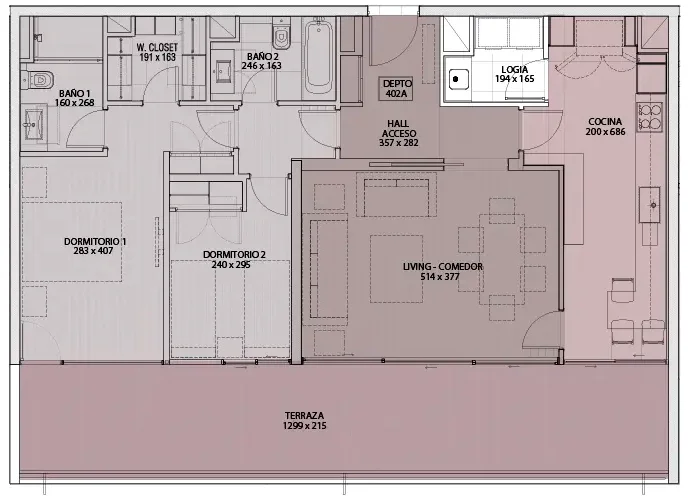 W. CLOSET
191 x 163
BAÑO 2
246 x 163
LOGIA
194 x 165
BAÑO 1
160 x 268
DEPTO
402A
HALL
ACCESO
357 x 282
COCINA
200 x 686
DORMITORIO 1
283 x 407
DORMITORIO 2
240 x 295
LIVING - COMEDOR
514 x 377
TERRAZA
1299 x 215